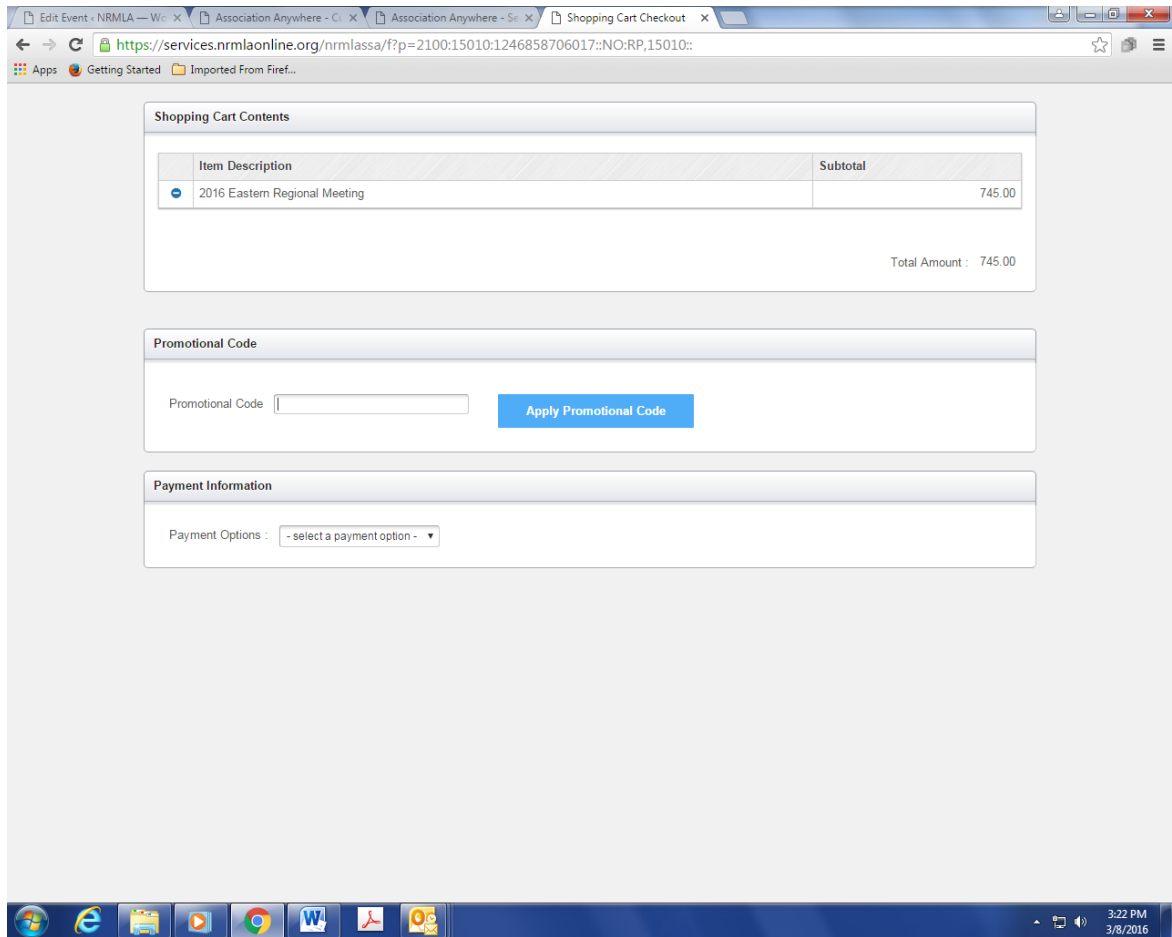 Edit Event ‹ NRMLA — Wo
Association Anywhere - Cu
Association Anywhere - Se
Shopping Cart Checkout
https://services.nrmlaonline.org/nrmlassa/f?p=2100:15010:1246858706017::NO:RP,15010::
Apps Getting Started Imported From Firef...
Shopping Cart Contents
Item Description Subtotal
2016 Eastern Regional Meeting 745.00
Total Amount : 745.00
Promotional Code
Promotional Code Apply Promotional Code
Payment Information
Payment Options : - select a payment option -
3:22 PM
3/8/2016